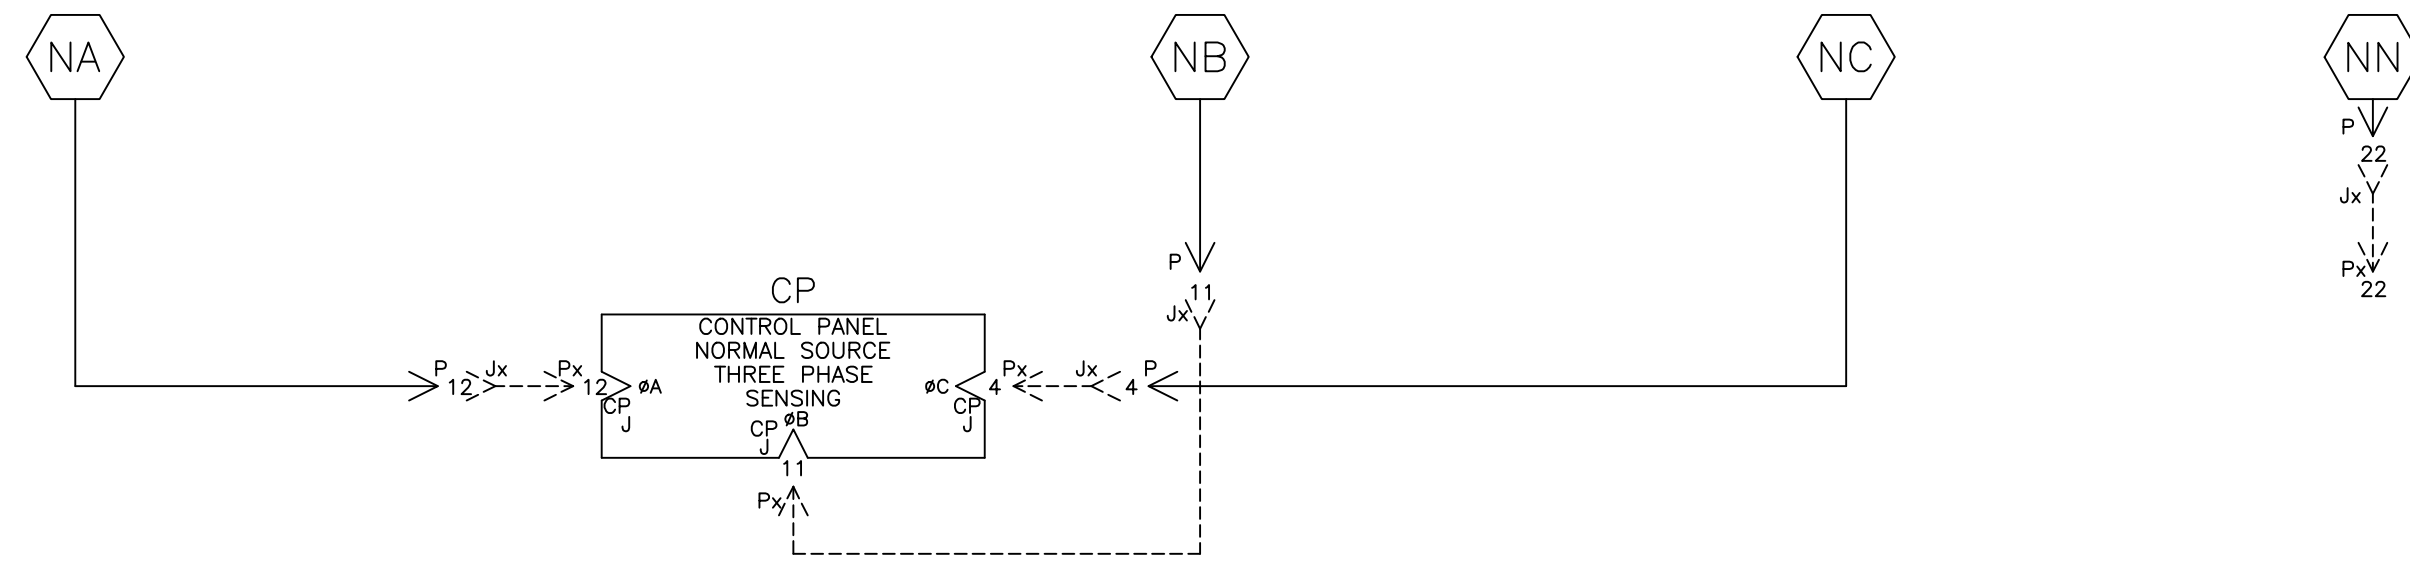 NA
NB
NC
NN
P
22
Jx
Px
22
P
11
Jx
CP
CONTROL PANEL
NORMAL SOURCE
THREE PHASE
SENSING
P
12
Jx
Px
12
øA
CP
J
øC
4
CP
J
Px
Jx
4
P
øB
CP
J
11
Px